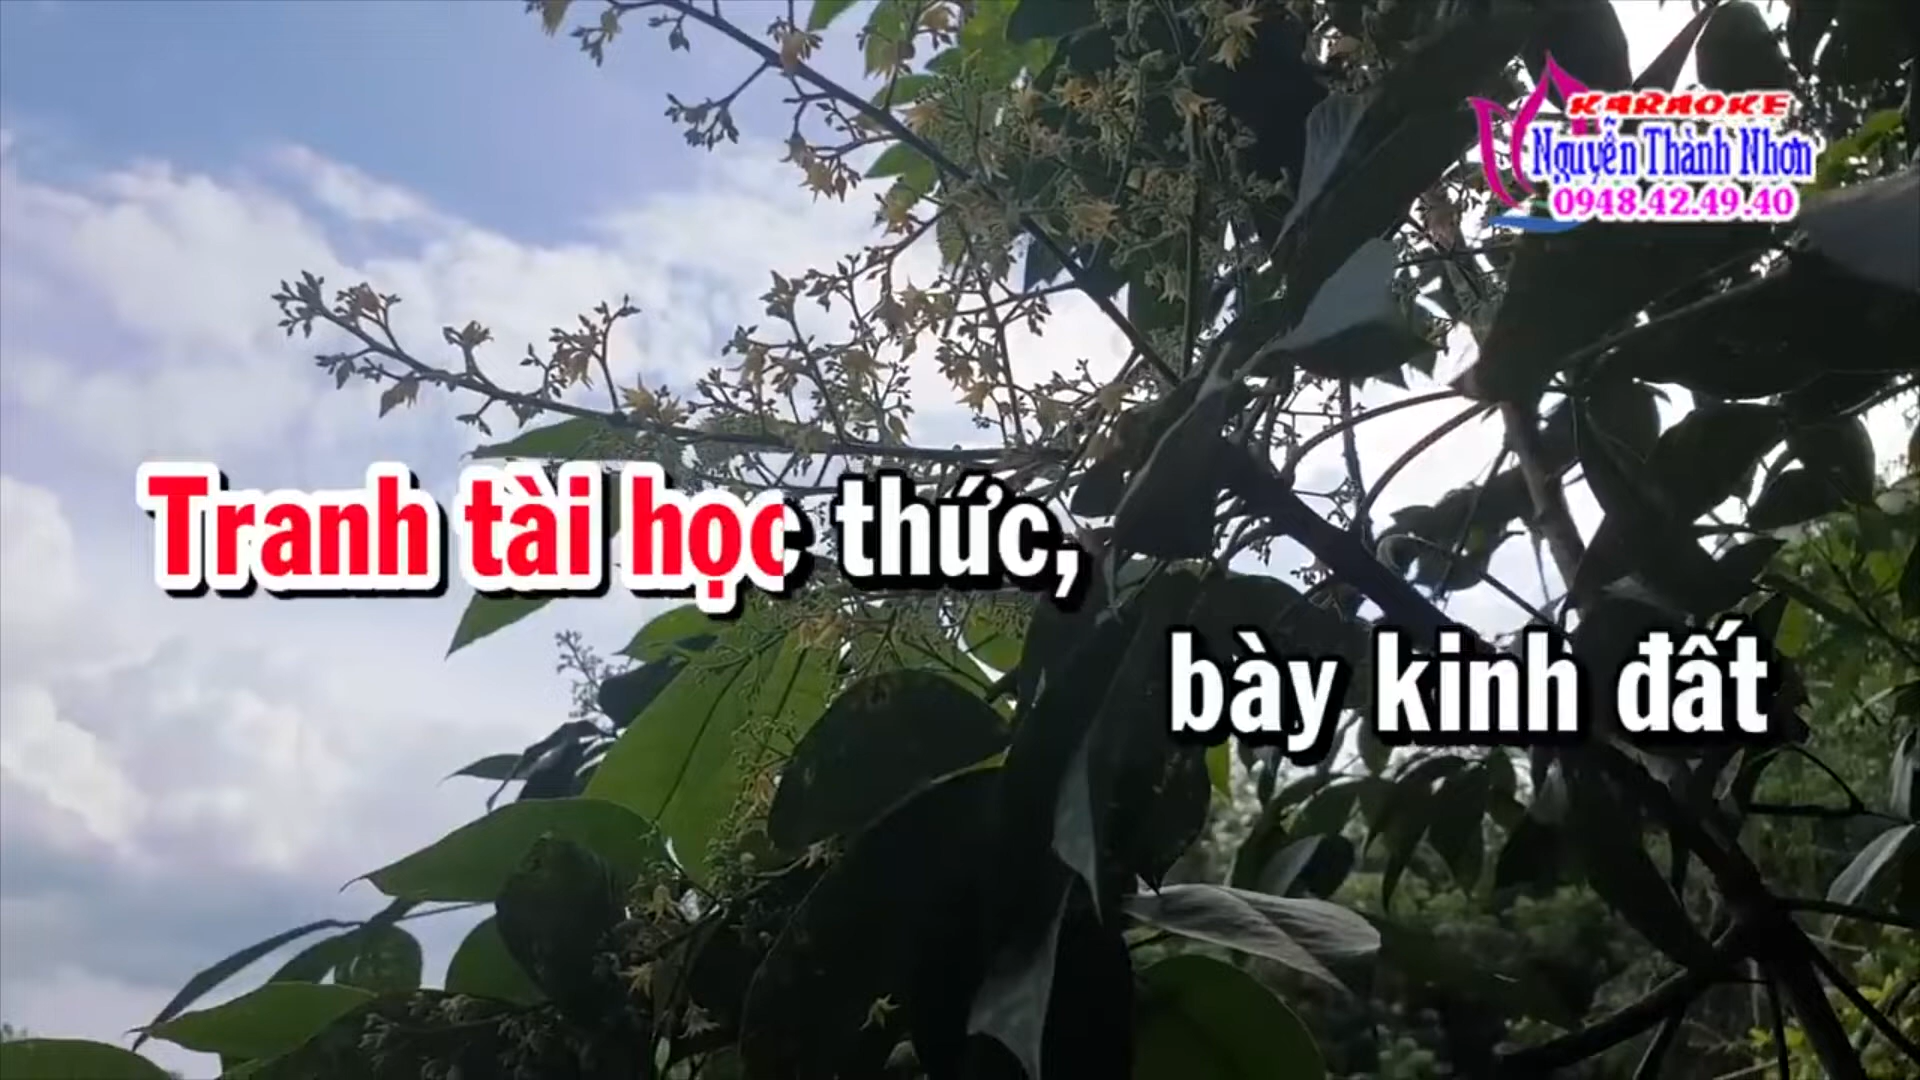 KARAOKE
Nguyễn Thành Nhơn
0948.42.49.40
Tranh tài học thức,
bày kinh đất